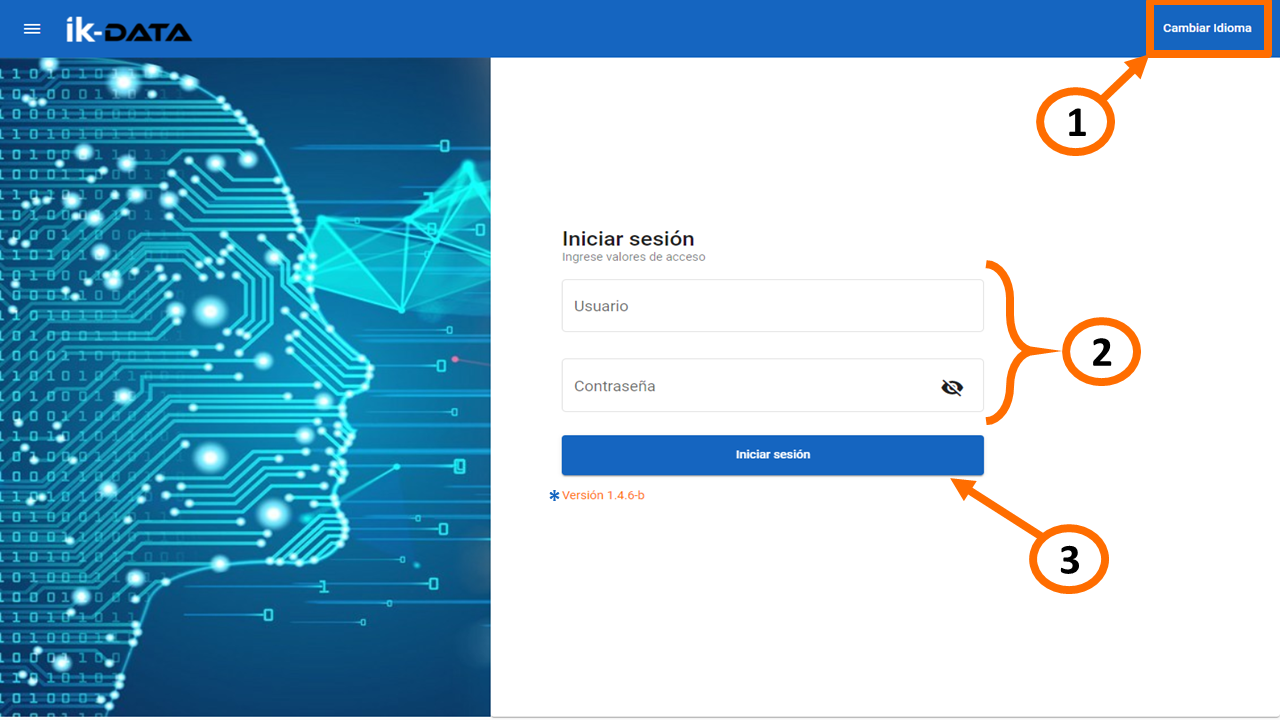 ik-DATA
Cambiar Idioma
1
Iniciar sesión
Ingrese valores de acceso
Usuario
2
Contraseña
Iniciar sesión
* Versión 1.4.6-b
3